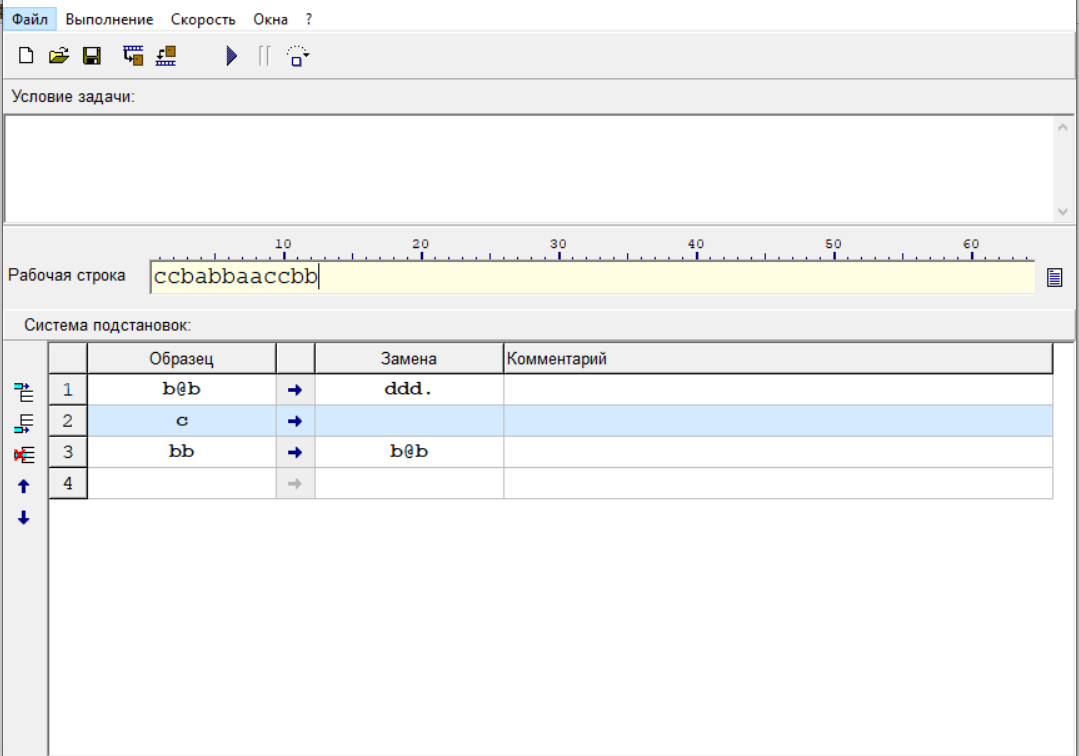 Файл Выполнение Скорость Окна ?
Условие задачи:
10 20 30 40 50 60
Рабочая строка ccbabbaaccbb
Система подстановок:
Образец Замена Комментарий
1 b@b ➔ ddd.
2 c ➔
3 bb ➔ b@b
4 ➔